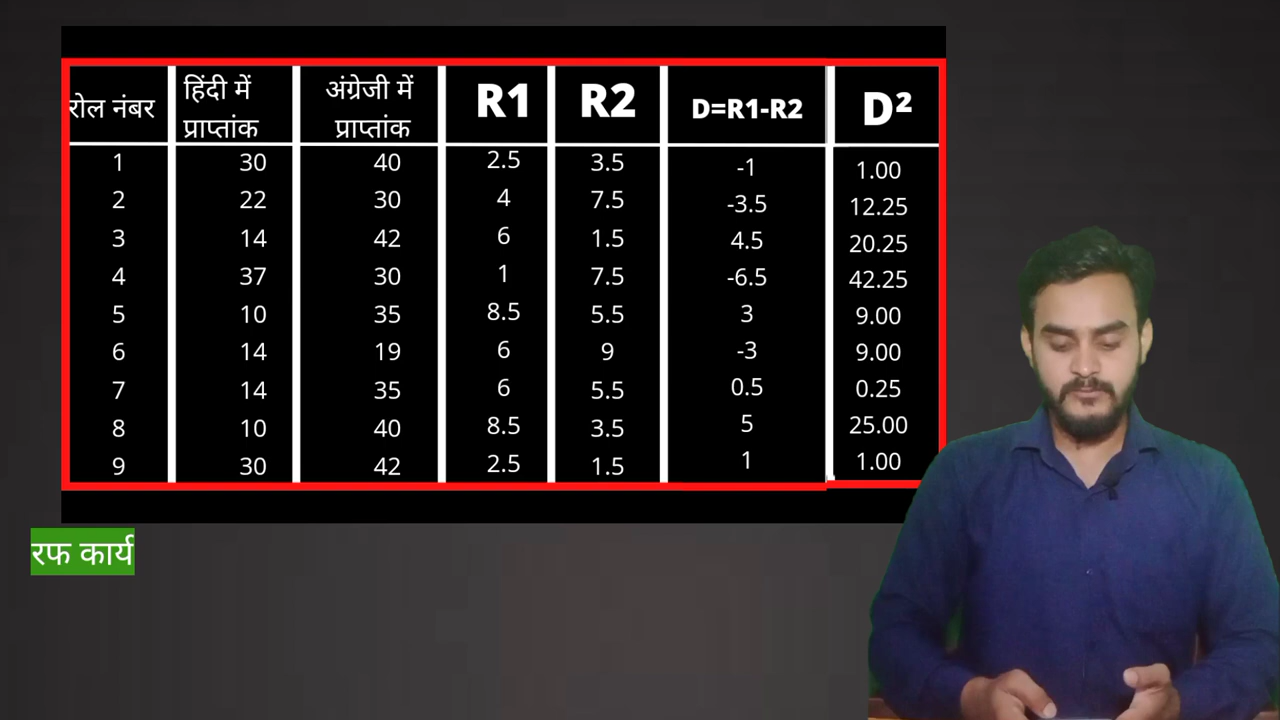 रोल नंबर हिंदी में प्राप्तांक अंग्रेजी में प्राप्तांक R1 R2 D=R1-R2 D²
1 30 40 2.5 3.5 -1 1.00
2 22 30 4 7.5 -3.5 12.25
3 14 42 6 1.5 4.5 20.25
4 37 30 1 7.5 -6.5 42.25
5 10 35 8.5 5.5 3 9.00
6 14 19 6 9 -3 9.00
7 14 35 6 5.5 0.5 0.25
8 10 40 8.5 3.5 5 25.00
9 30 42 2.5 1.5 1 1.00
रफ कार्य